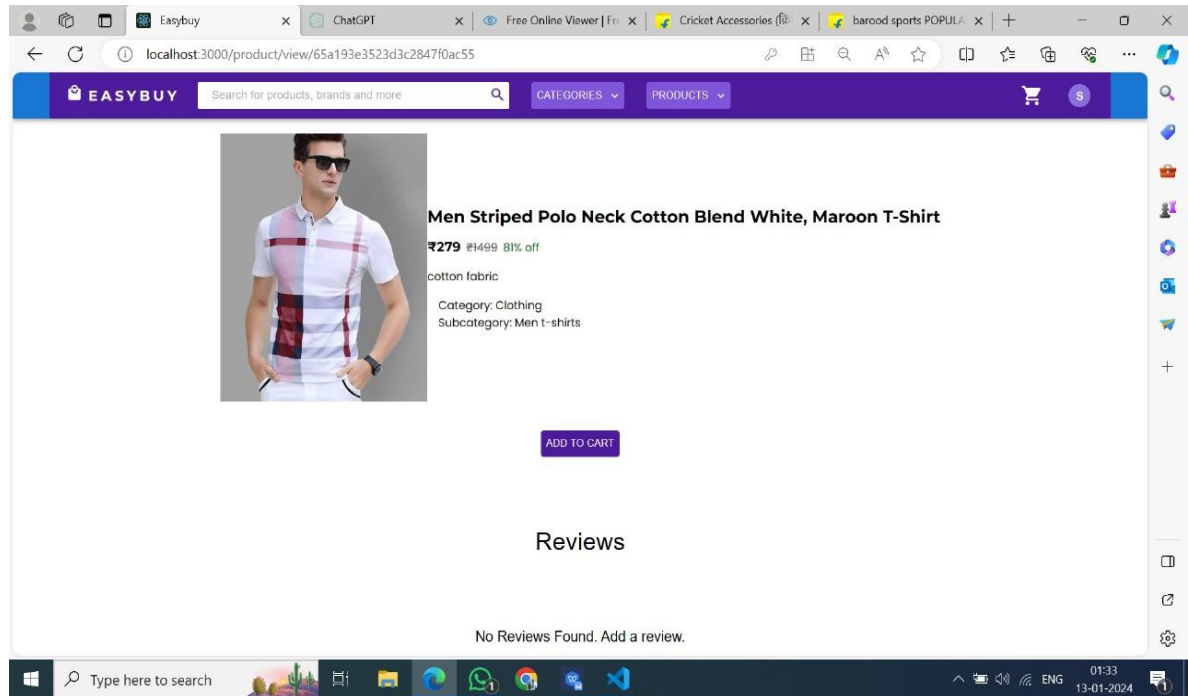 Easybuy
ChatGPT
Free Online Viewer | Fr
Cricket Accessories
barood sports POPULA
localhost:3000/product/view/65a193e3523d3c2847f0ac55
EASYBUY
Search for products, brands and more
CATEGORIES
PRODUCTS
S
Men Striped Polo Neck Cotton Blend White, Maroon T-Shirt
₹279 ₹1499 81% off
cotton fabric
Category: Clothing
Subcategory: Men t-shirts
ADD TO CART
Reviews
No Reviews Found. Add a review.
Type here to search
ENG
01:33
13-01-2024